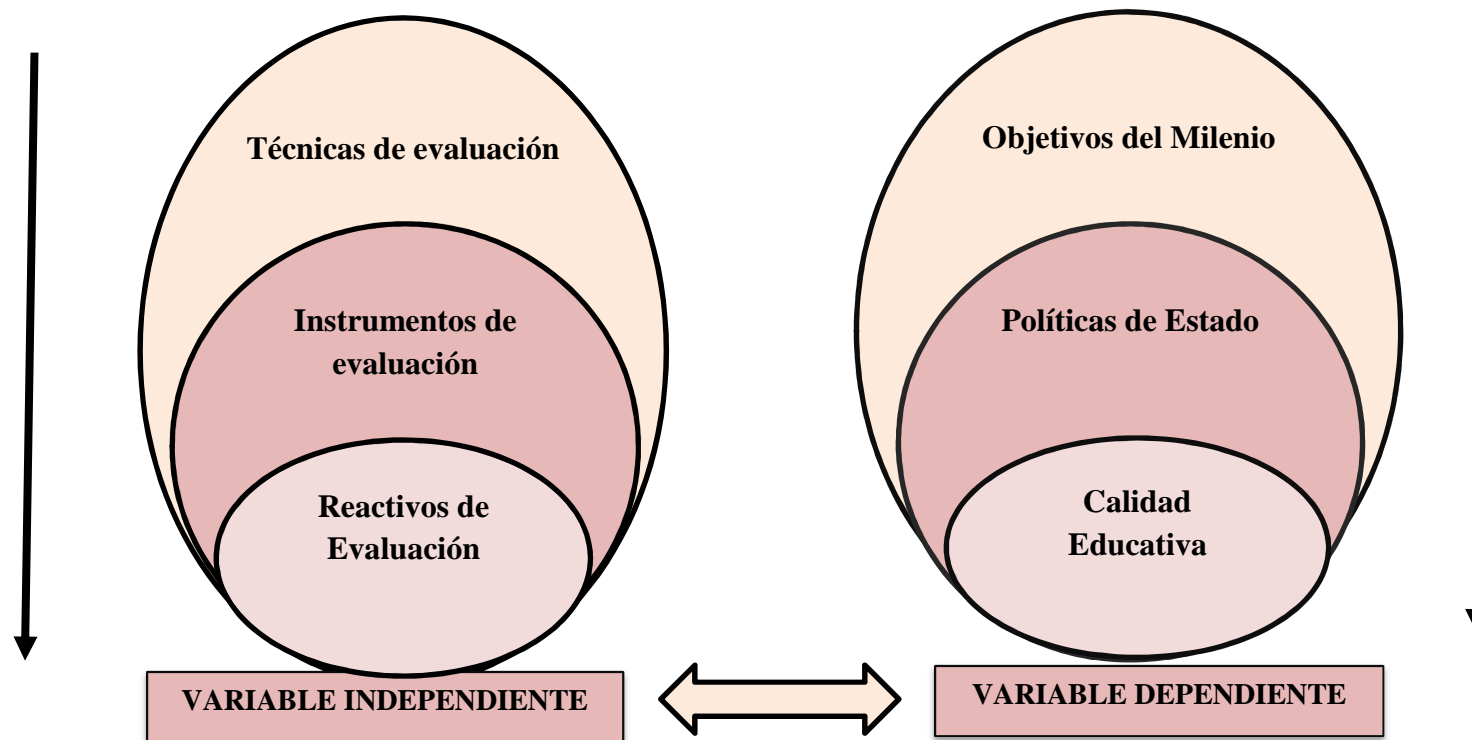 Técnicas de evaluación
Instrumentos de
evaluación
Reactivos de
Evaluación
VARIABLE INDEPENDIENTE
Objetivos del Milenio
Políticas de Estado
Calidad
Educativa
VARIABLE DEPENDIENTE